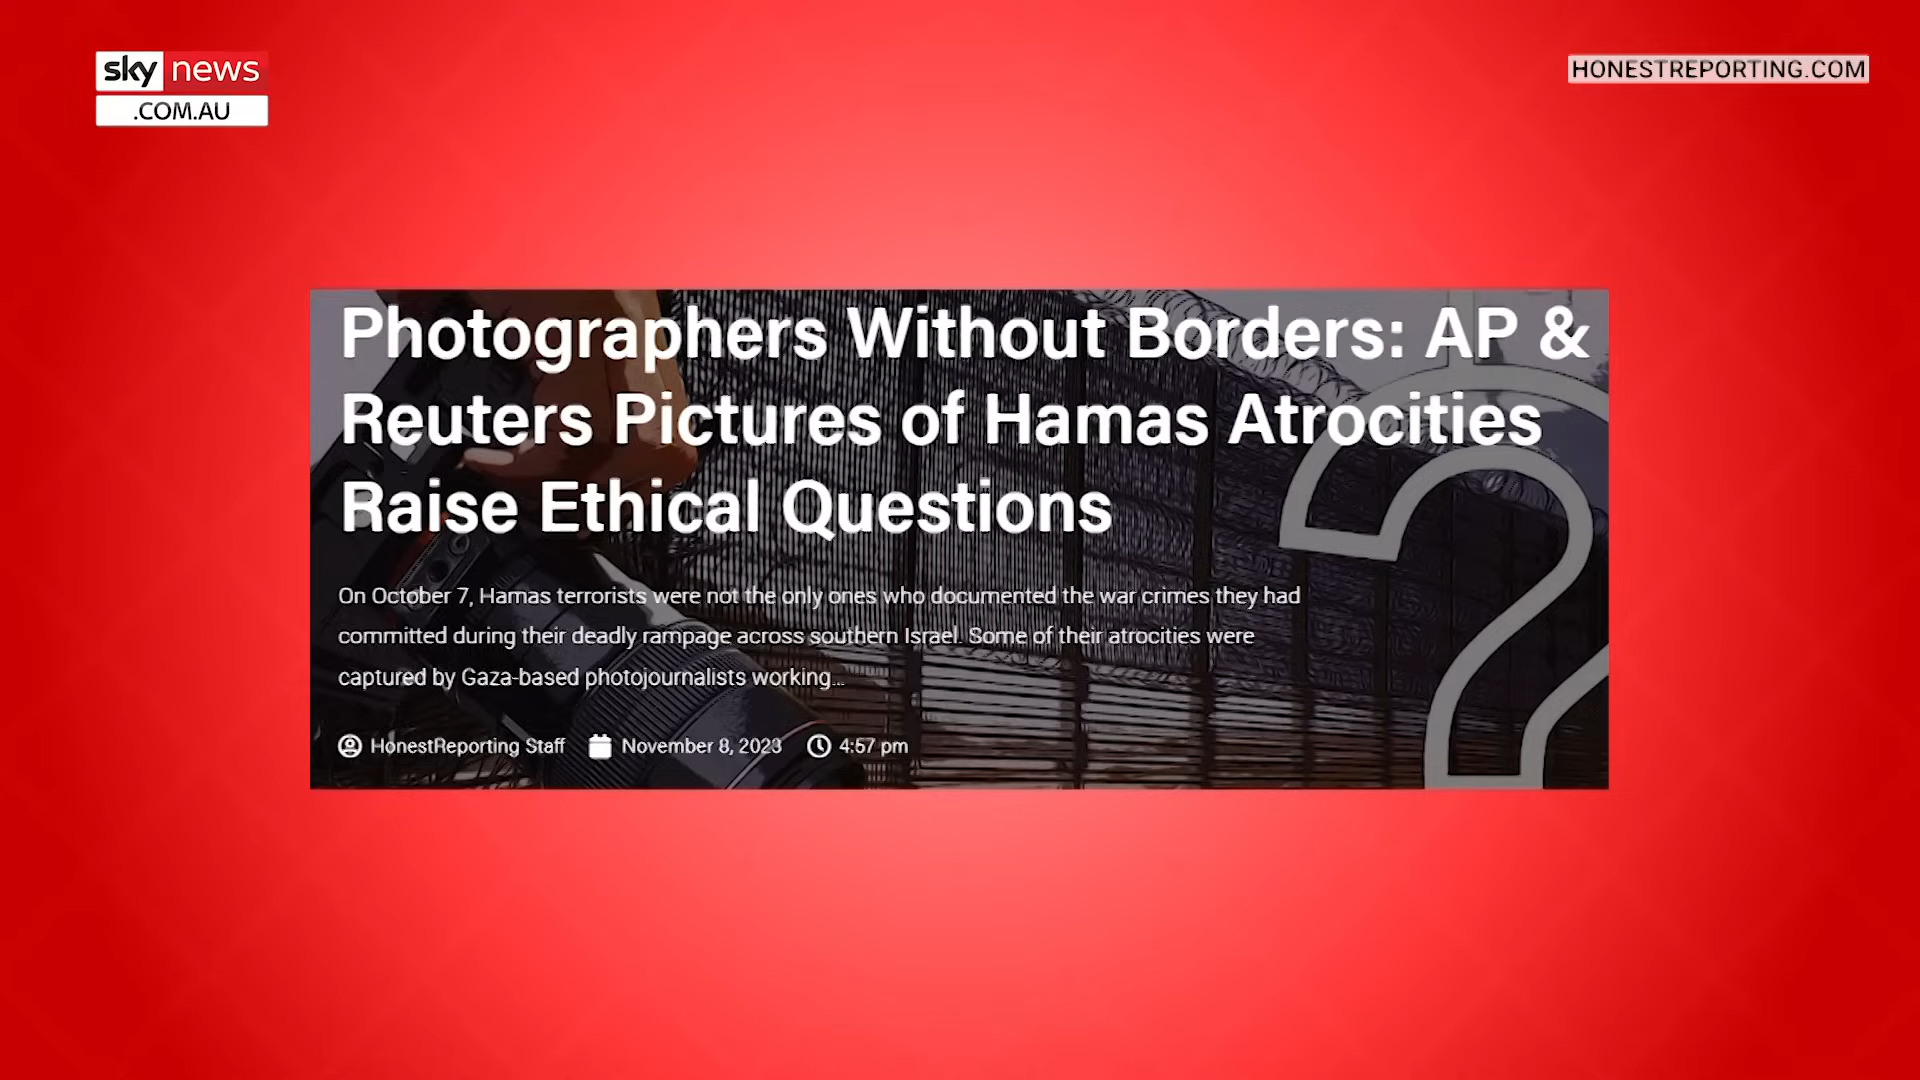 sky news
.COM.AU
HONESTREPORTING.COM
Photographers Without Borders: AP &
Reuters Pictures of Hamas Atrocities
Raise Ethical Questions
On October 7, Hamas terrorists were not the only ones who documented the war crimes they had
committed during their deadly rampage across southern Israel. Some of their atrocities were
captured by Gaza-based photojournalists working...
HonestReporting Staff November 8, 2023 4:57 pm